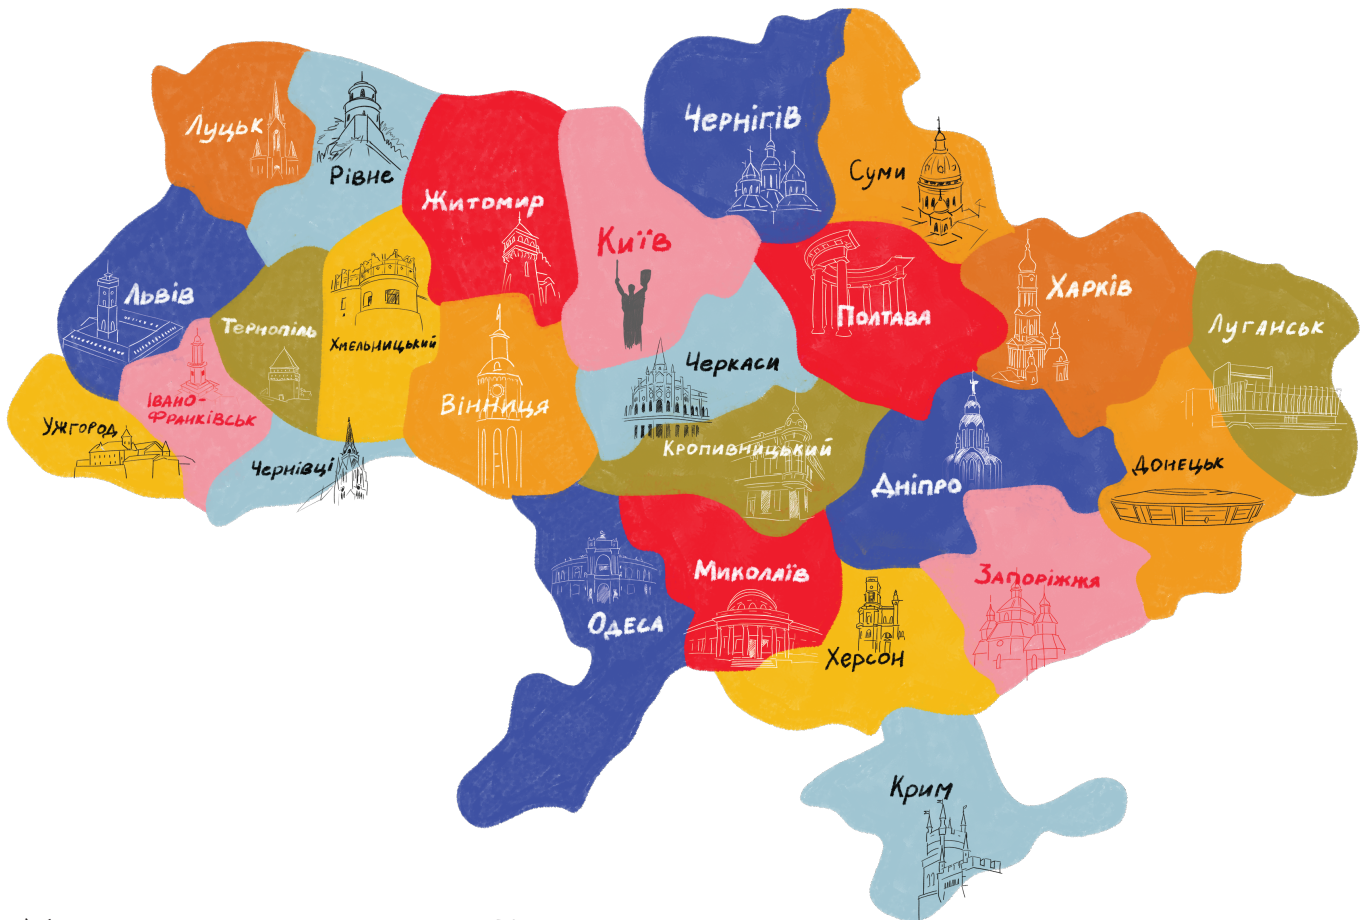 Чернігів
Луцьк
Рівне
Суми
Житомир
Київ
Львів
Харків
Тернопіль
Хмельницький
Полтава
Луганськ
Черкаси
Івано-
Франківськ
Вінниця
Ужгород
Кропивницький
Чернівці
Дніпро
Донецьк
Миколаїв
Запоріжжя
Одеса
Херсон
Крим